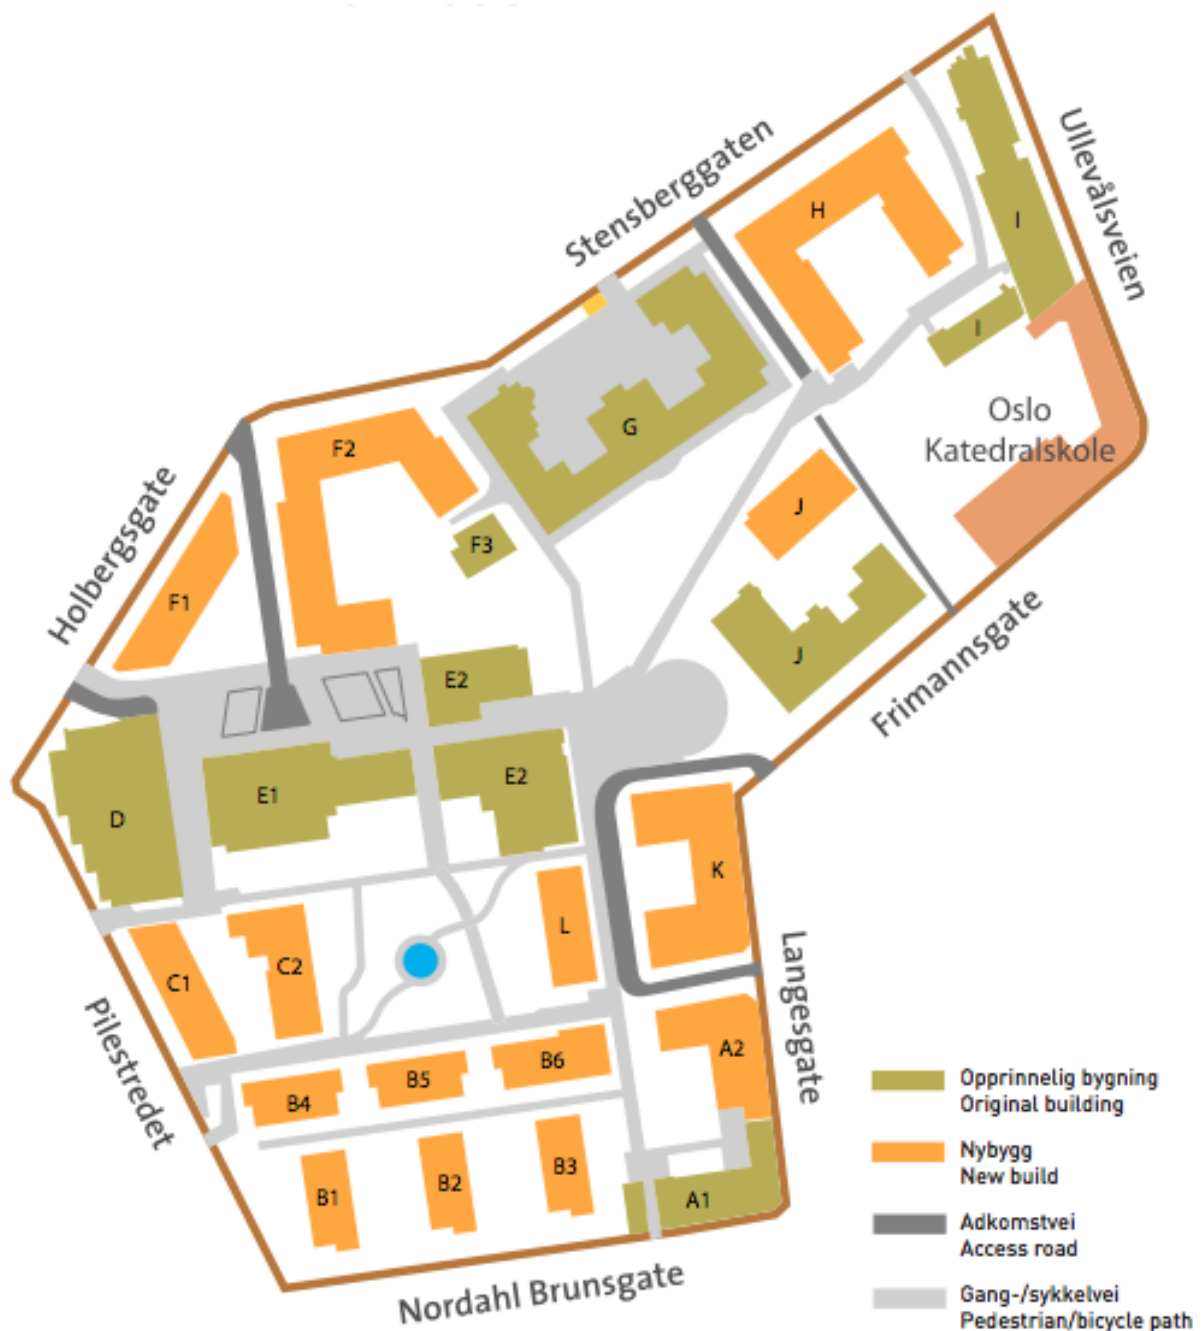 Stensberggaten
Ullevålsveien
H
I
I
G
Oslo
Katedralskole
F2
F3
J
J
Holbergsgate
F1
Frimannsgate
E2
E2
E1
D
K
L
C2
C1
Langesgate
Pilestredet
A2
B6
B5
B4
B3
B2
B1
A1
Nordahl Brunsgate
Opprinnelig bygning
Original building
Nybygg
New build
Adkomstvei
Access road
Gang-/sykkelvei
Pedestrian/bicycle path